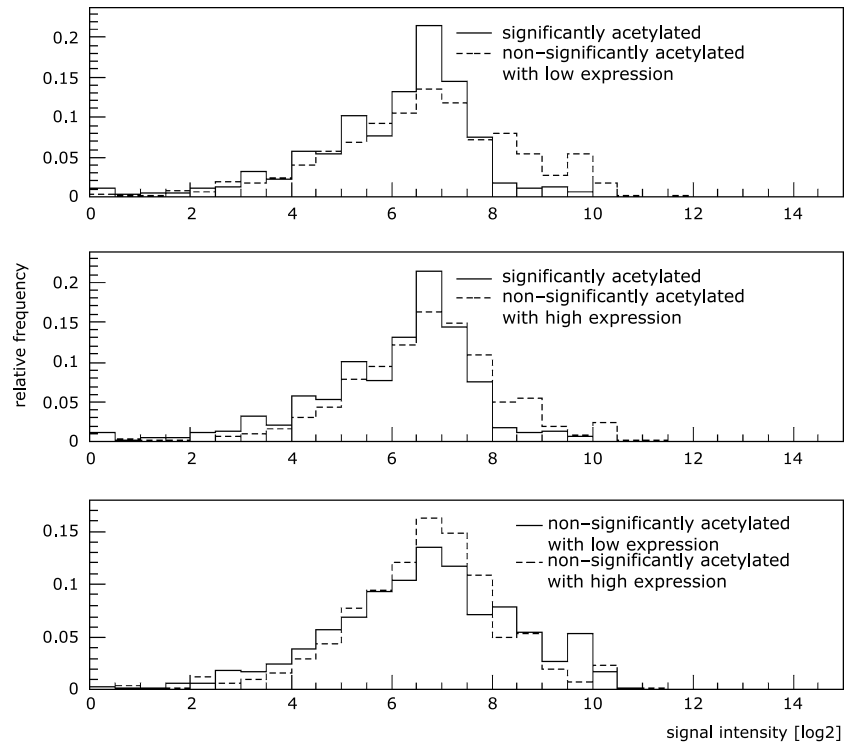 significantly acetylated
non-significantly acetylated
with low expression
0.2
0.15
0.1
0.05
0
0 2 4 6 8 10 12 14
significantly acetylated
non-significantly acetylated
with high expression
0.2
0.15
0.1
0.05
0
0 2 4 6 8 10 12 14
relative frequency
non-significantly acetylated
with low expression
non-significantly acetylated
with high expression
0.15
0.1
0.05
0
0 2 4 6 8 10 12 14
signal intensity [log2]